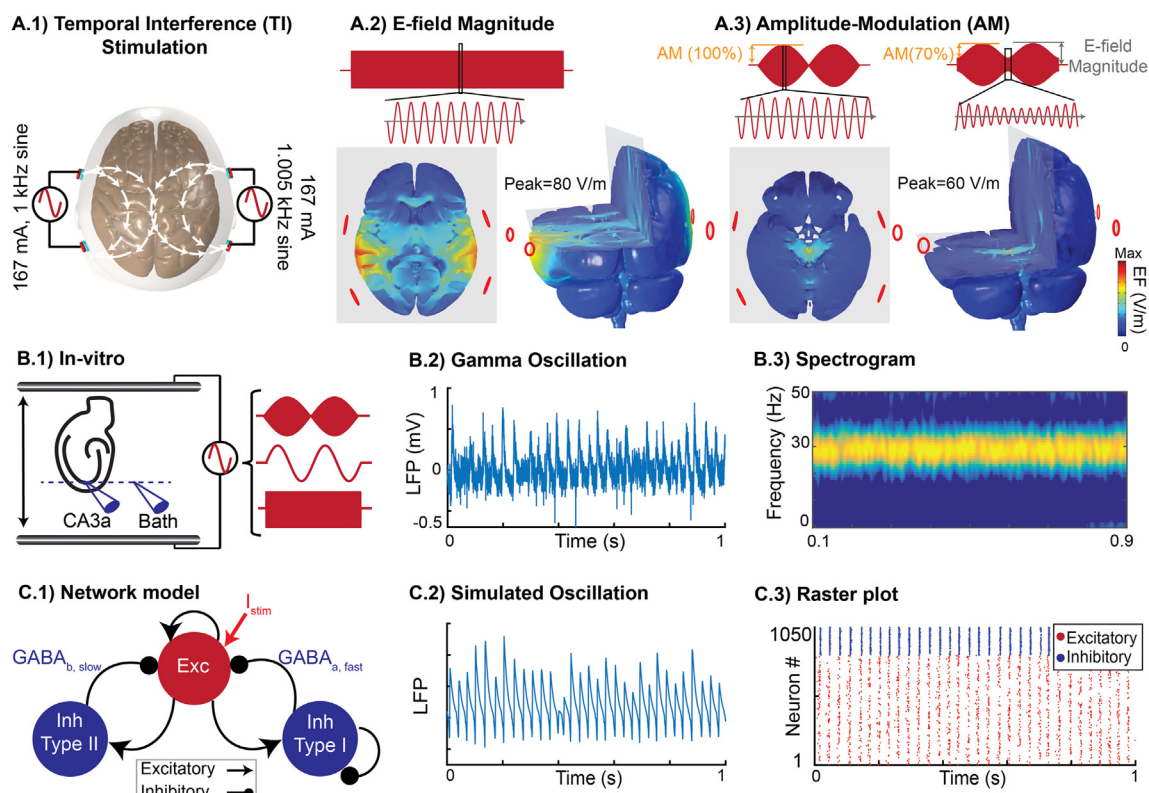 A.1) Temporal Interference (TI)
Stimulation
167 mA, 1 kHz sine
167 mA
1.005 kHz sine
A.2) E-field Magnitude
Peak=80 V/m
A.3) Amplitude-Modulation (AM)
AM (100%)
AM(70%)
E-field
Magnitude
Peak=60 V/m
Max
EF (V/m)
0
B.1) In-vitro
CA3a
Bath
B.2) Gamma Oscillation
LFP (mV)
1
0
-0.5
0
Time (s)
1
B.3) Spectrogram
Frequency (Hz)
50
30
0
0.1
0.9
C.1) Network model
I stim
GABA b, slow
Exc
GABA a, fast
Inh
Type II
Inh
Type I
Excitatory
Inhibitory
C.2) Simulated Oscillation
LFP
0
Time (s)
1
C.3) Raster plot
Neuron #
1050
1
Excitatory
Inhibitory
0
Time (s)
1